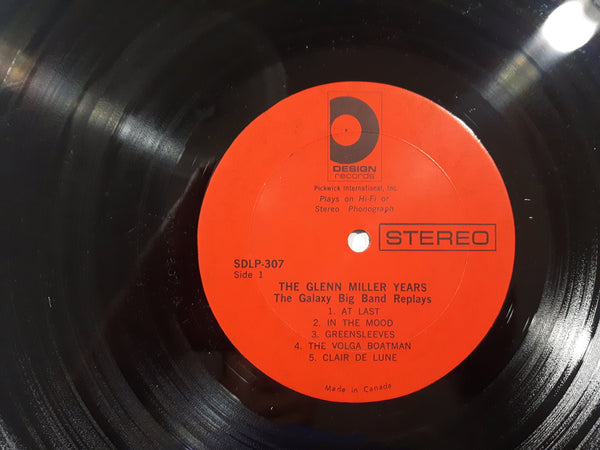 DESIGN
records
Pickwick International, Inc.
Plays on Hi-Fi or
Stereo Phonograph
STEREO
SDLP-307
Side 1
THE GLENN MILLER YEARS
The Galaxy Big Band Replays
1. AT LAST
2. IN THE MOOD
3. GREENSLEEVES
4. THE VOLGA BOATMAN
5. CLAIR DE LUNE
Made in Canada